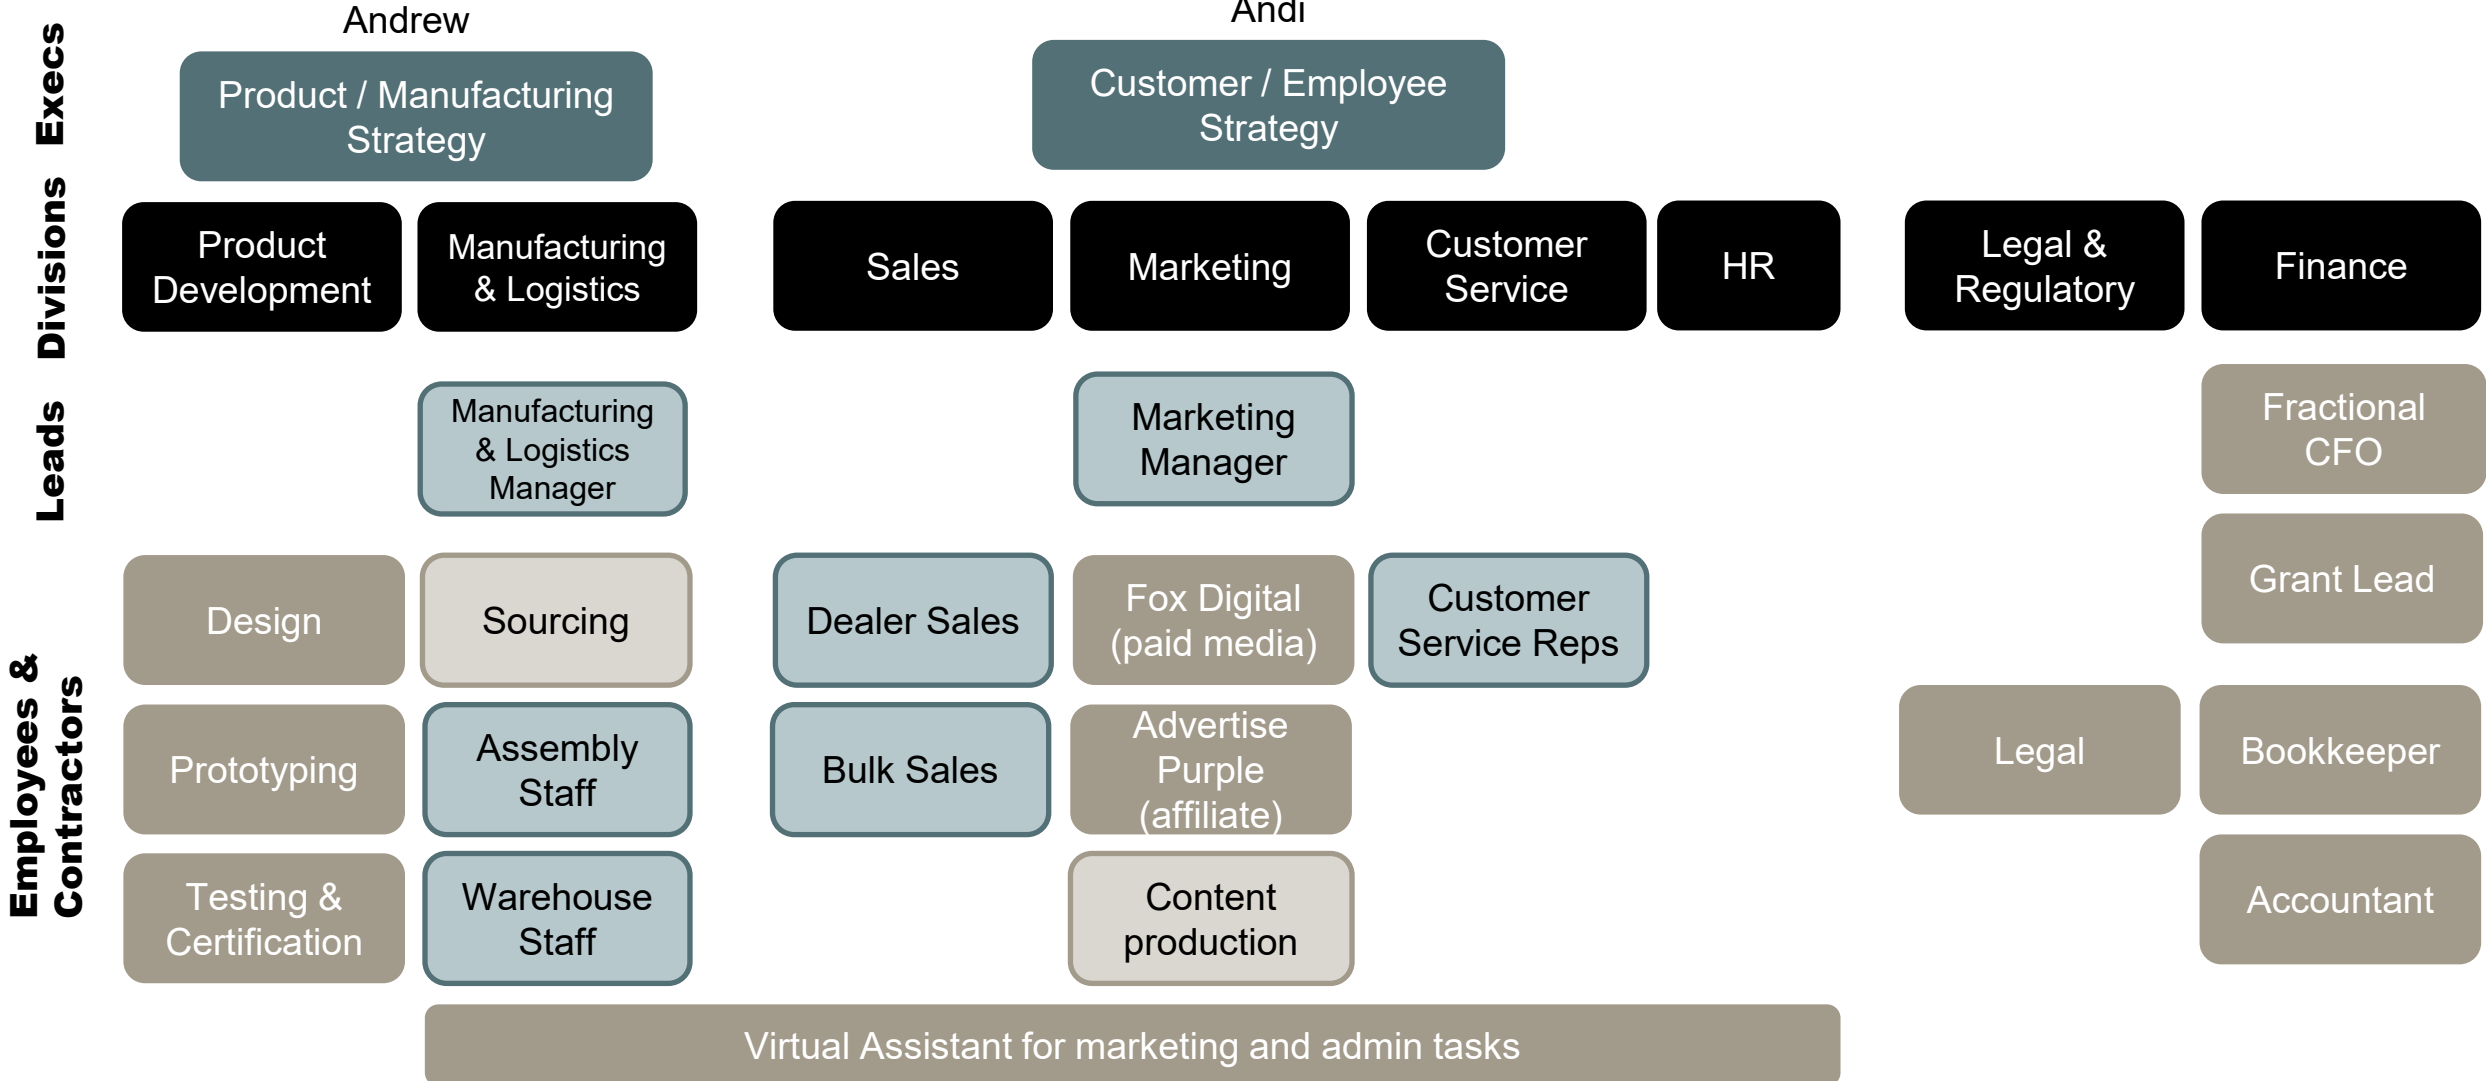 Andrew
Andi
Execs
Product / Manufacturing
Strategy
Customer / Employee
Strategy
Divisions
Product
Development
Manufacturing
& Logistics
Sales
Marketing
Customer
Service
HR
Legal &
Regulatory
Finance
Leads
Manufacturing
& Logistics
Manager
Marketing
Manager
Fractional
CFO
Grant Lead
Employees &
Contractors
Design
Sourcing
Dealer Sales
Fox Digital
(paid media)
Customer
Service Reps
Prototyping
Assembly
Staff
Bulk Sales
Advertise
Purple
(affiliate)
Legal
Bookkeeper
Testing &
Certification
Warehouse
Staff
Content
production
Accountant
Virtual Assistant for marketing and admin tasks